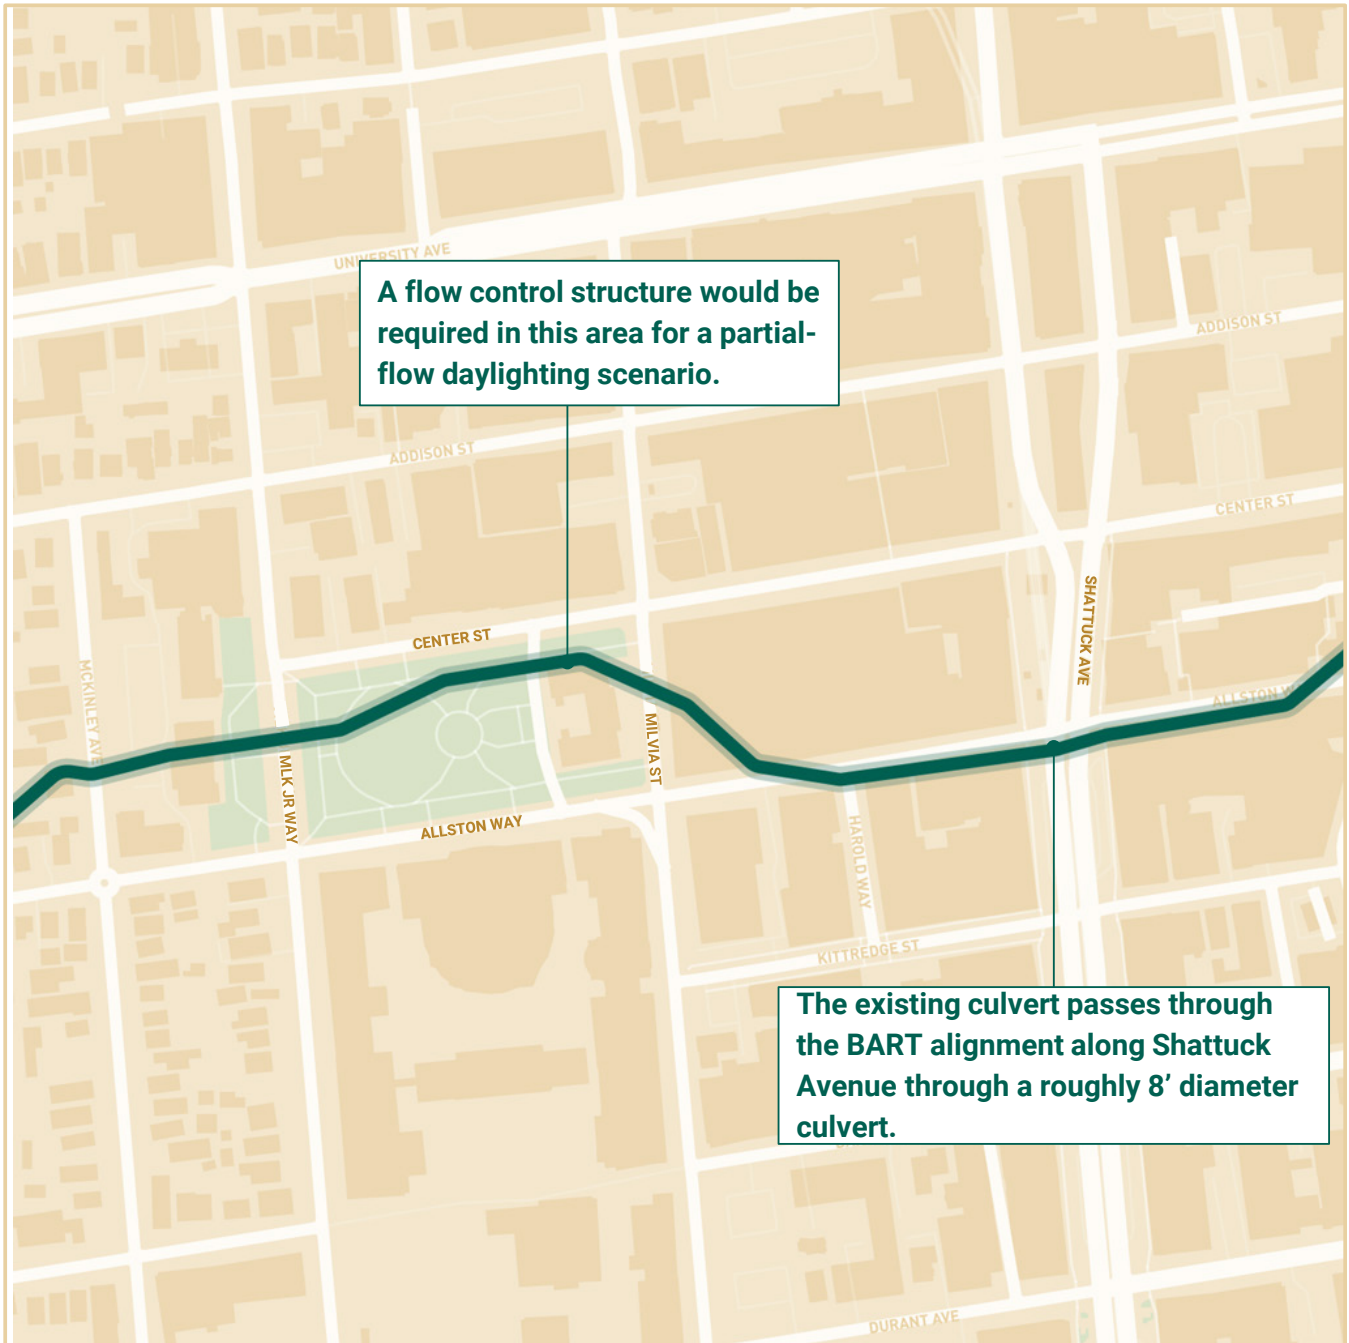 UNIVERSITY AVE
A flow control structure would be
required in this area for a partial-
flow daylighting scenario.
ADDISON ST
ADDISON ST
CENTER ST
SHATTUCK AVE
CENTER ST
MCKINLEY AVE
ALLSTON
MILVIA ST
MLK JR WAY
ALLSTON WAY
HAROLD WAY
KITTREDGE ST
The existing culvert passes through
the BART alignment along Shattuck
Avenue through a roughly 8’ diameter
culvert.
DURANT AVE